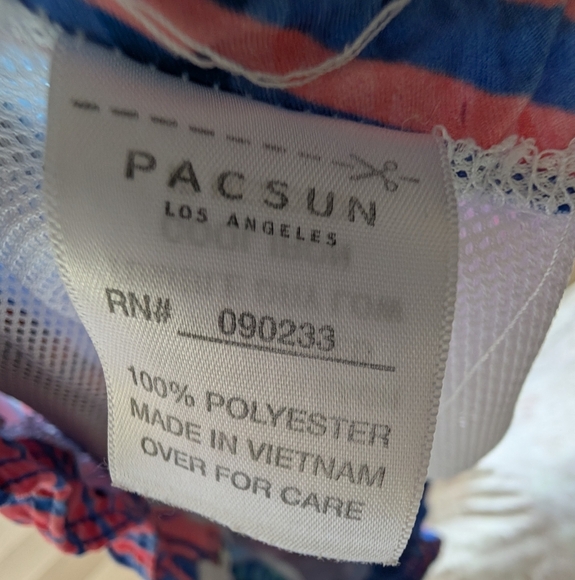 PACSUN
LOS ANGELES
RN# 090233
100% POLYESTER
MADE IN VIETNAM
OVER FOR CARE